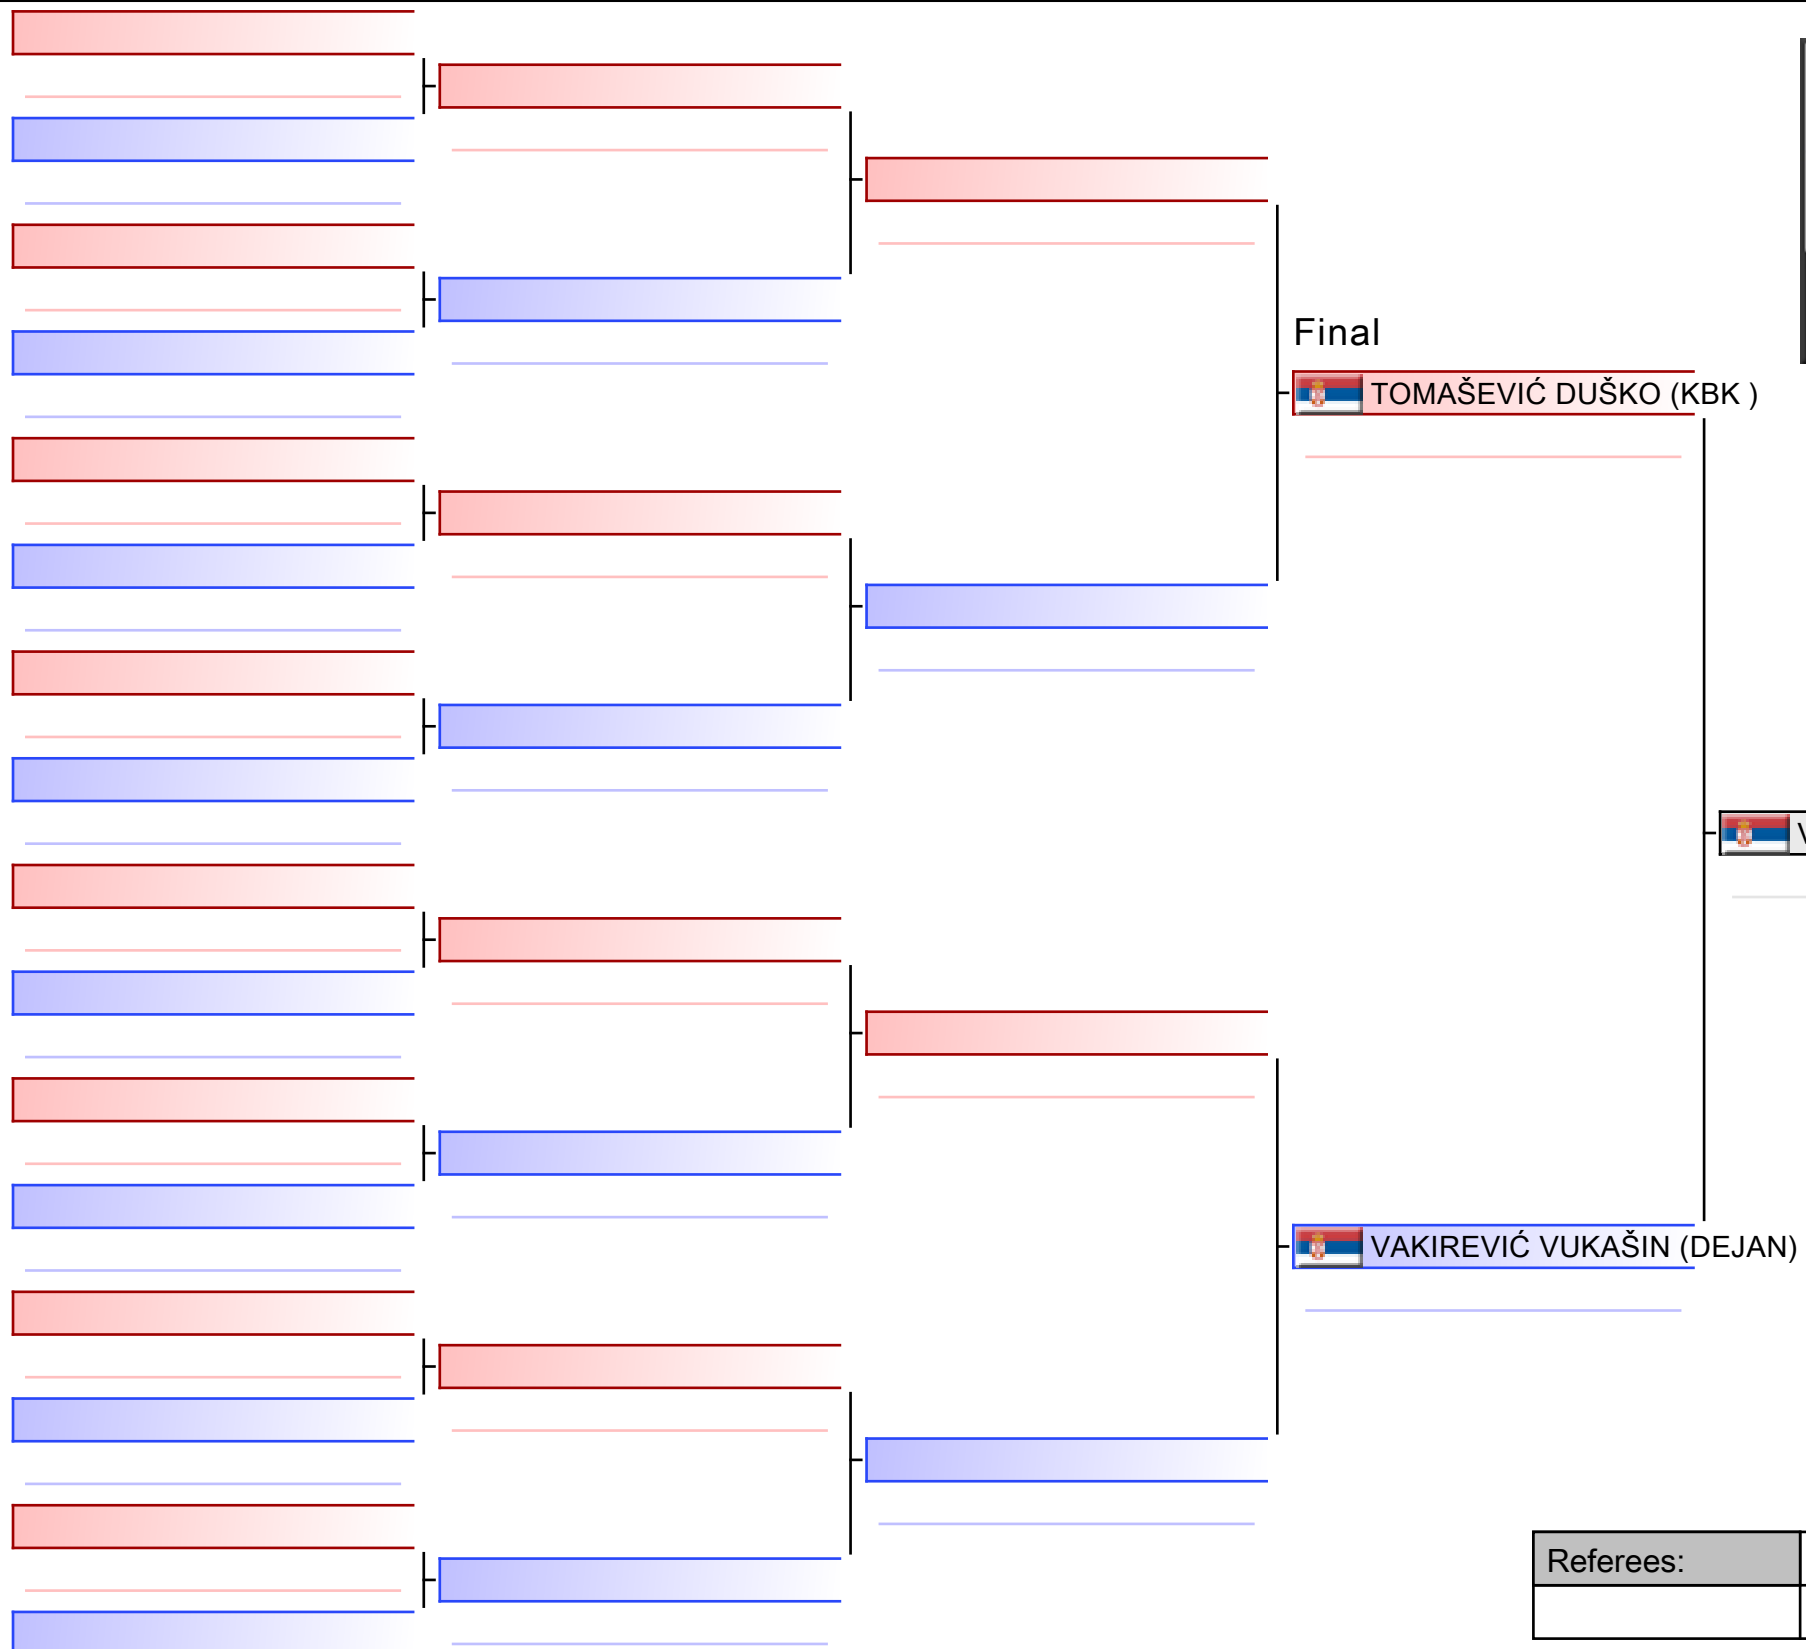 Final
TOMAŠEVIĆ DUŠKO (KBK )
VAKIREVIĆ VUKAŠIN (DEJAN)
Referees: